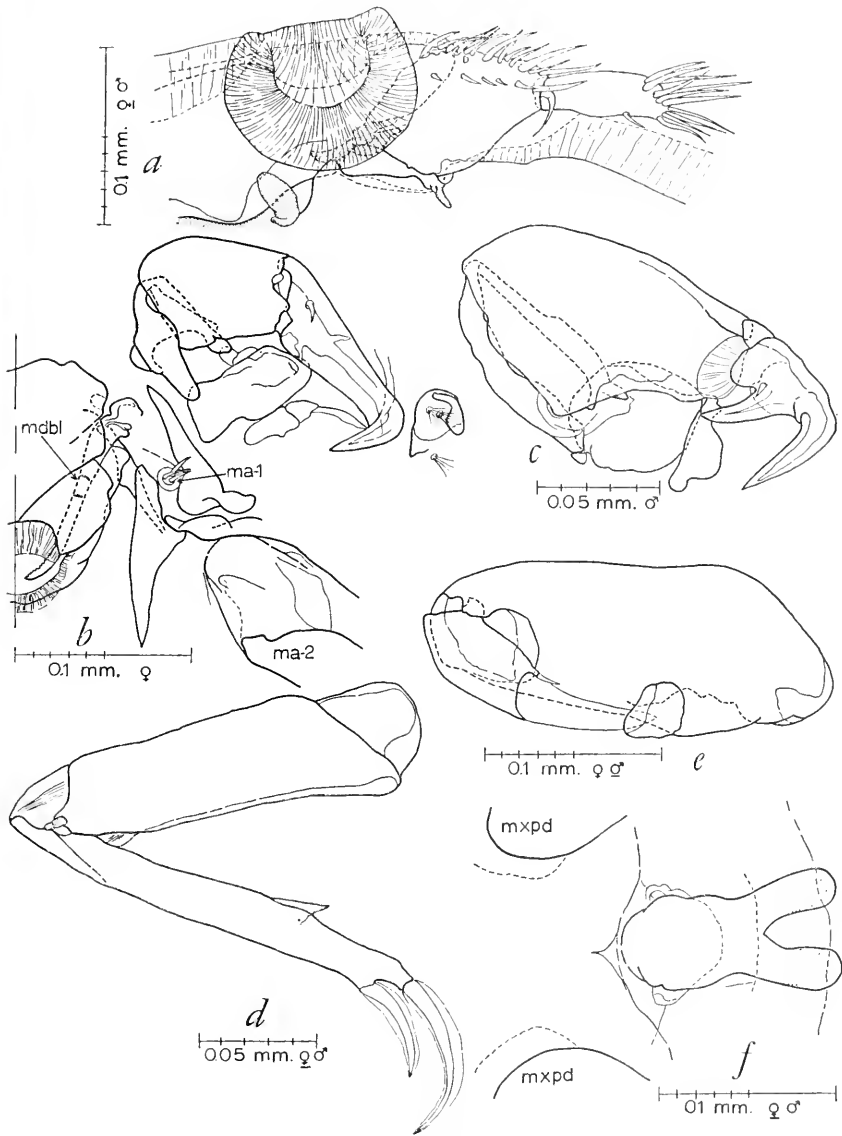 0.1 mm. ♀ ♂
a
mdbl
ma-1
c
0.05 mm. ♂
b
0.1 mm. ♀
ma-2
0.1 mm. ♀ ♂
e
mxpd
d
0.05 mm. ♀ ♂
mxpd
f
0.1 mm. ♀ ♂